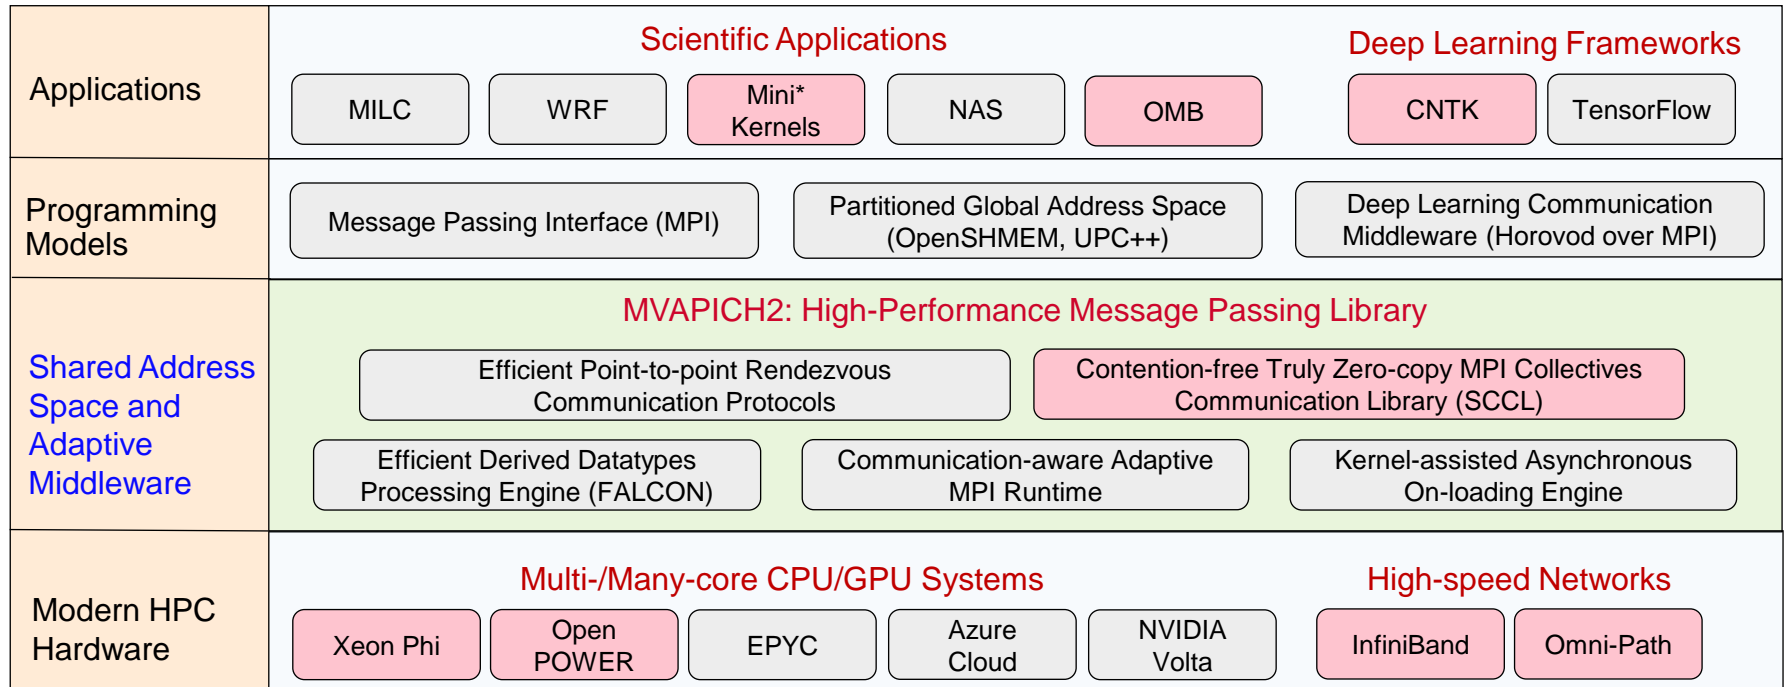 Applications
Scientific Applications
Deep Learning Frameworks
MILC
WRF
Mini*
Kernels
NAS
OMB
CNTK
TensorFlow
Programming
Models
Message Passing Interface (MPI)
Partitioned Global Address Space
(OpenSHMEM, UPC++)
Deep Learning Communication
Middleware (Horovod over MPI)
Shared Address
Space and
Adaptive
Middleware
MVAPICH2: High-Performance Message Passing Library
Efficient Point-to-point Rendezvous
Communication Protocols
Contention-free Truly Zero-copy MPI Collectives
Communication Library (SCCL)
Efficient Derived Datatypes
Processing Engine (FALCON)
Communication-aware Adaptive
MPI Runtime
Kernel-assisted Asynchronous
On-loading Engine
Modern HPC
Hardware
Multi-/Many-core CPU/GPU Systems
High-speed Networks
Xeon Phi
Open
POWER
EPYC
Azure
Cloud
NVIDIA
Volta
InfiniBand
Omni-Path